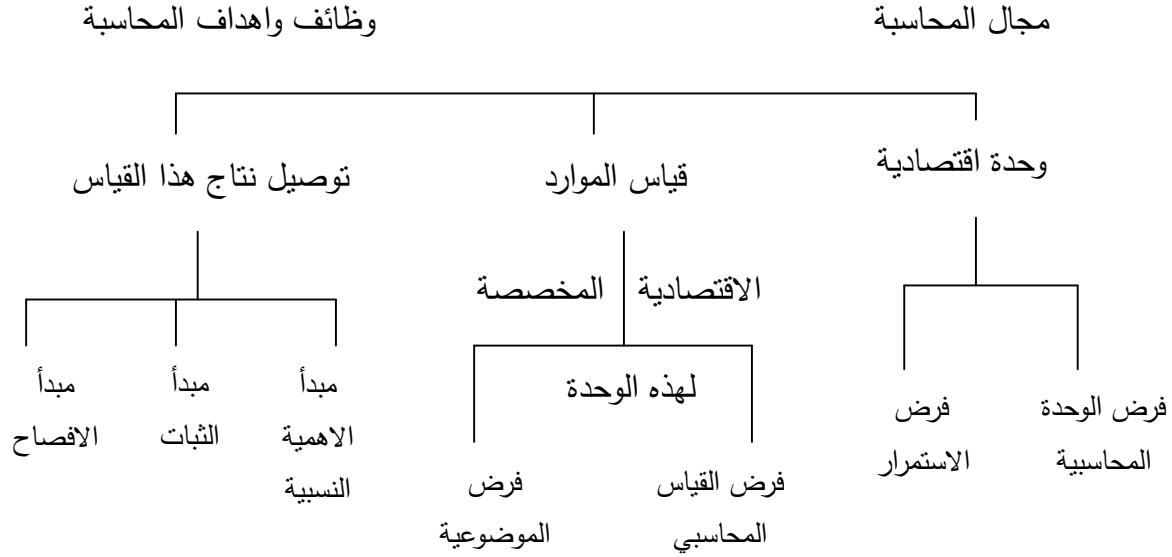 مجال المحاسبة
وظائف واهداف المحاسبة
وحدة اقتصادية
قياس الموارد
توصيل نتاج هذا القياس
الاقتصادية المخصصة
لهذه الوحدة
فرض الوحدة
المحاسبية
فرض
الاستمرار
فرض القياس
المحاسبي
فرض
الموضوعية
مبدأ
الاهمية
النسبية
مبدأ
الثبات
مبدأ
الافصاح